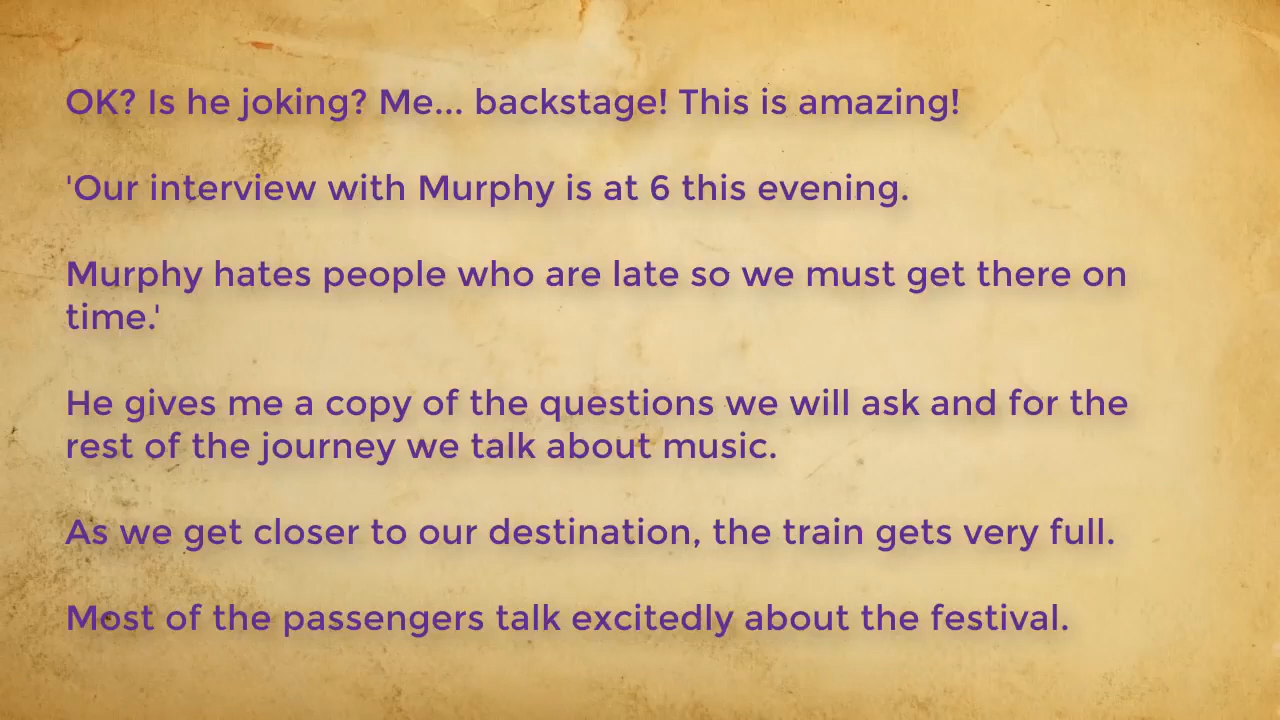 OK? Is he joking? Me... backstage! This is amazing!
'Our interview with Murphy is at 6 this evening.
Murphy hates people who are late so we must get there on
time.'
He gives me a copy of the questions we will ask and for the
rest of the journey we talk about music.
As we get closer to our destination, the train gets very full.
Most of the passengers talk excitedly about the festival.